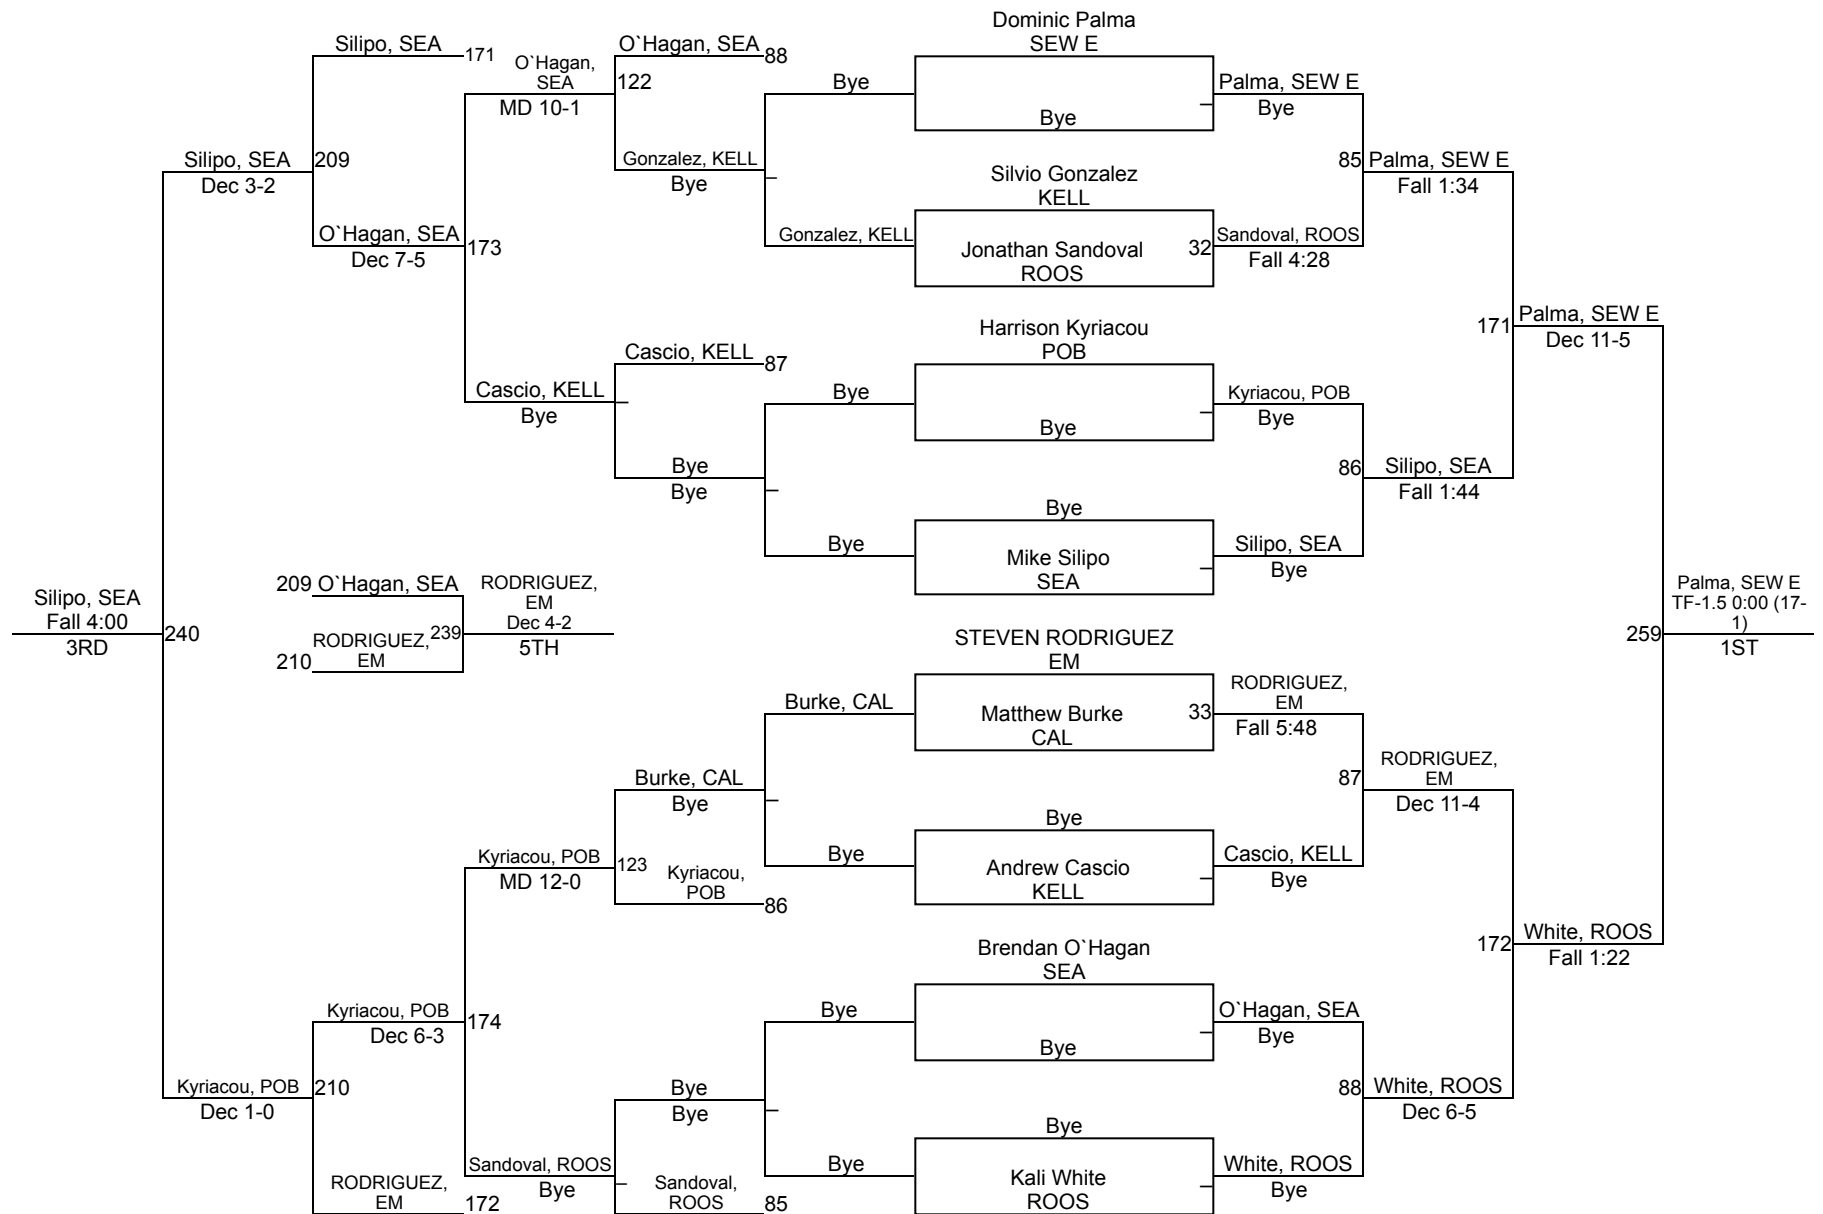 Dominic Palma
SEW E
Silipo, SEA
171
O`Hagan,
SEA
MD 10-1
O`Hagan, SEA
88
122
Bye
Bye
Palma, SEW E
Bye
Silipo, SEA
209
Dec 3-2
Gonzalez, KELL
Bye
Silvio Gonzalez
KELL
85
Palma, SEW E
Fall 1:34
O`Hagan, SEA
173
Dec 7-5
Gonzalez, KELL
Jonathan Sandoval
ROOS
32
Sandoval, ROOS
Fall 4:28
171
Palma, SEW E
Dec 11-5
Harrison Kyriacou
POB
Cascio, KELL
87
Cascio, KELL
Bye
Bye
Bye
Kyriacou, POB
Bye
Bye
Bye
86
Silipo, SEA
Fall 1:44
Bye
Bye
Mike Silipo
SEA
Silipo, SEA
Bye
Silipo, SEA
Fall 4:00
3RD
240
209
O`Hagan, SEA
RODRIGUEZ,
EM
Dec 4-2
5TH
239
210
RODRIGUEZ,
EM
259
Palma, SEW E
TF-1.5 0:00 (17-
1)
1ST
STEVEN RODRIGUEZ
EM
Burke, CAL
Matthew Burke
CAL
33
RODRIGUEZ,
EM
Fall 5:48
Burke, CAL
Bye
87
RODRIGUEZ,
EM
Dec 11-4
Bye
Bye
Andrew Cascio
KELL
Cascio, KELL
Bye
Kyriacou, POB
MD 12-0
123
Kyriacou,
POB
86
172
White, ROOS
Fall 1:22
Brendan O`Hagan
SEA
Bye
Bye
O`Hagan, SEA
Bye
Kyriacou, POB
Dec 6-3
174
Kyriacou, POB
Dec 1-0
210
Bye
Bye
88
White, ROOS
Dec 6-5
Bye
Bye
Kali White
ROOS
White, ROOS
Bye
Sandoval, ROOS
Bye
RODRIGUEZ,
EM
172
Sandoval,
ROOS
85